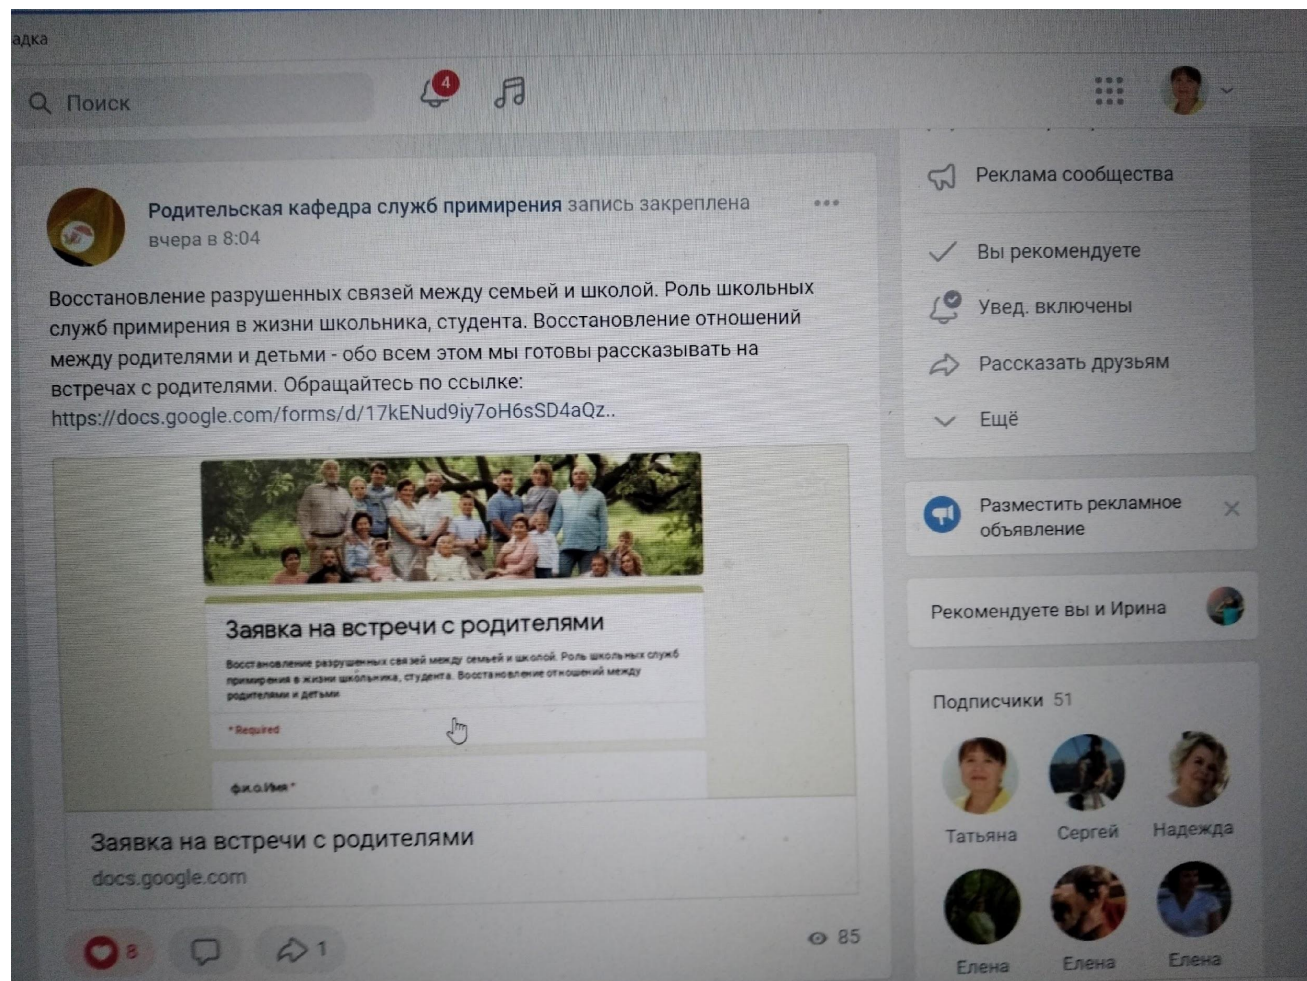 адка
Поиск
4
Родительская кафедра служб примирения запись закреплена
вчера в 8:04
Восстановление разрушенных связей между семьей и школой. Роль школьных
служб примирения в жизни школьника, студента. Восстановление отношений
между родителями и детьми - обо всем этом мы готовы рассказывать на
встречах с родителями. Обращайтесь по ссылке:
https://docs.google.com/forms/d/17kENud9iy7oH6sSD4aQz..
Заявка на встречи с родителями
Восстановление разрушенных связей между семьей и школой. Роль школьных служб
примирения в жизни школьника, студента. Восстановление отношений между
родителями и детьми
* Required
ф.и.о.Имя *
Заявка на встречи с родителями
docs.google.com
8
1
85
Реклама сообщества
Вы рекомендуете
Увед. включены
Рассказать друзьям
Ещё
Разместить рекламное
объявление
Рекомендуете вы и Ирина
Подписчики 51
Татьяна Сергей Надежда
Елена Елена Елена